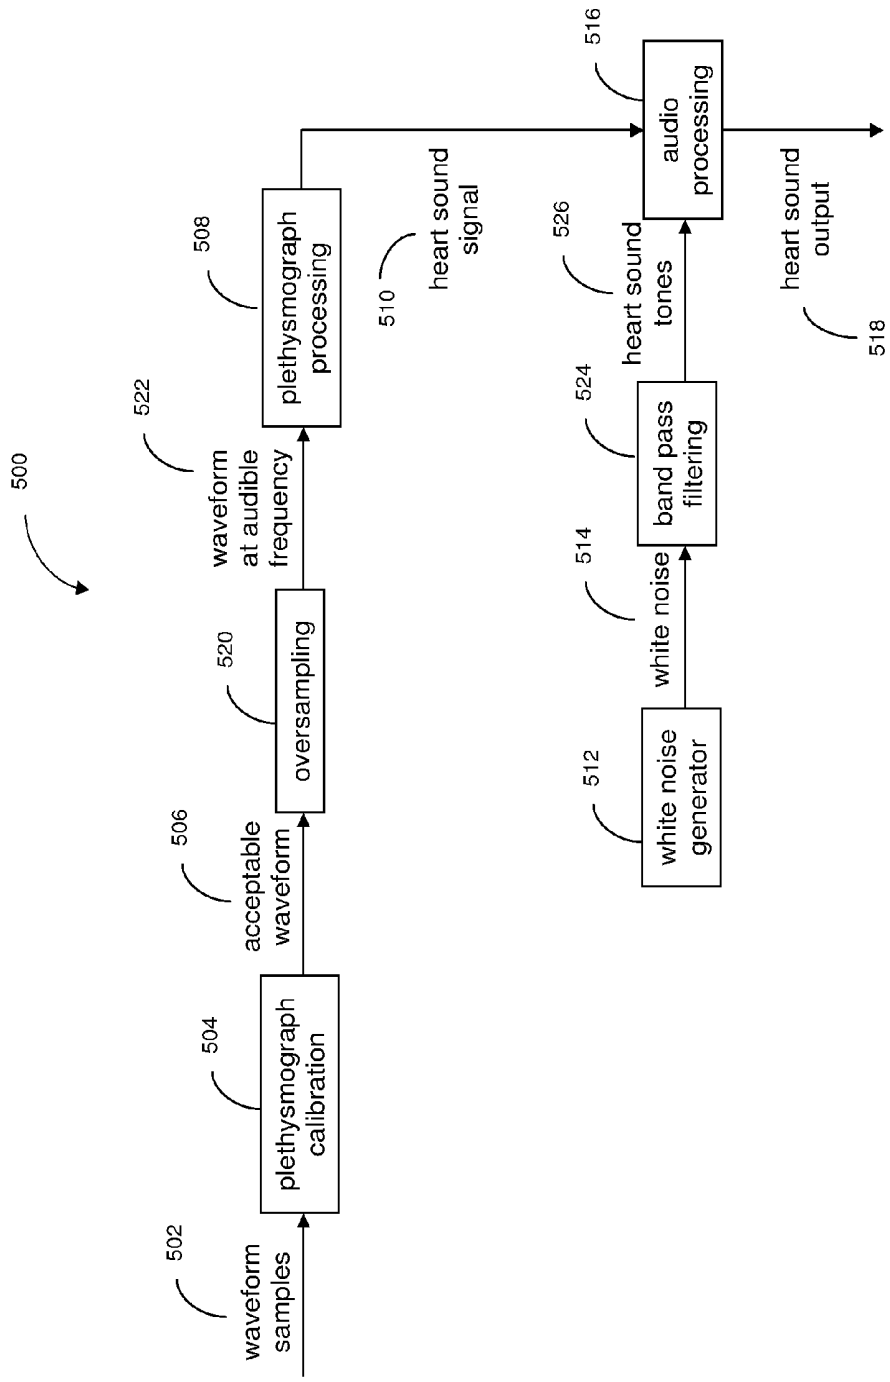 500
502
waveform
samples
504
plethysmograph
calibration
506
acceptable
waveform
520
oversampling
522
waveform
at audible
frequency
508
plethysmograph
processing
510
heart sound
signal
512
white noise
generator
514
white noise
524
band pass
filtering
526
heart sound
tones
516
audio
processing
518
heart sound
output